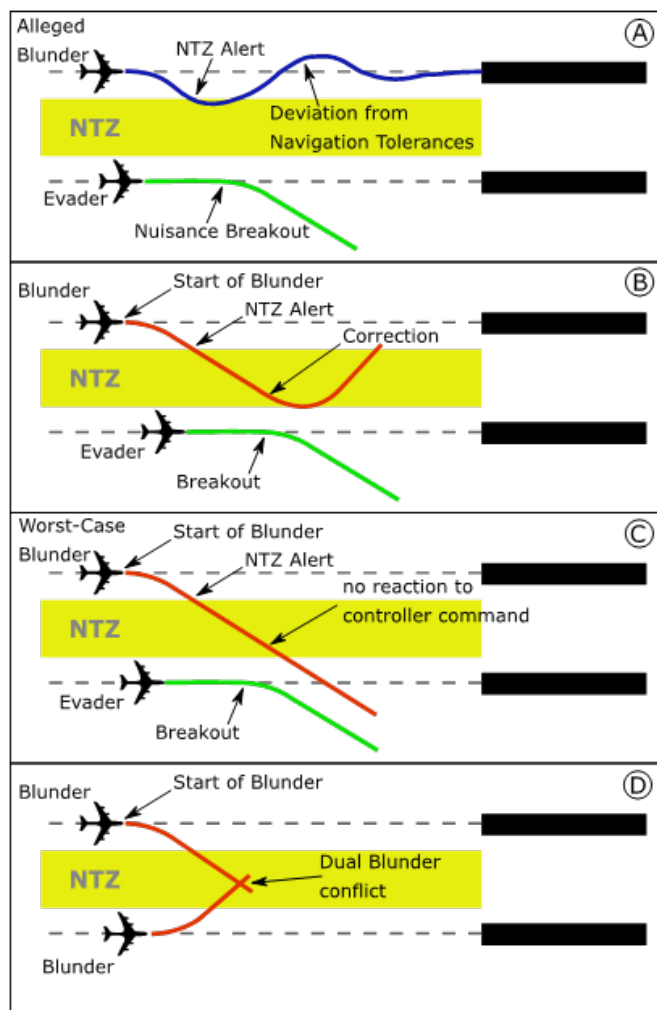 Alleged
Blunder
NTZ Alert
A
NTZ
Deviation from
Navigation Tolerances
Evader
Nuisance Breakout
B
Blunder
Start of Blunder
NTZ Alert
Correction
NTZ
Evader
Breakout
C
Worst-Case
Blunder
Start of Blunder
NTZ Alert
no reaction to
controller command
NTZ
Evader
Breakout
D
Blunder
Start of Blunder
NTZ
Dual Blunder
conflict
Blunder